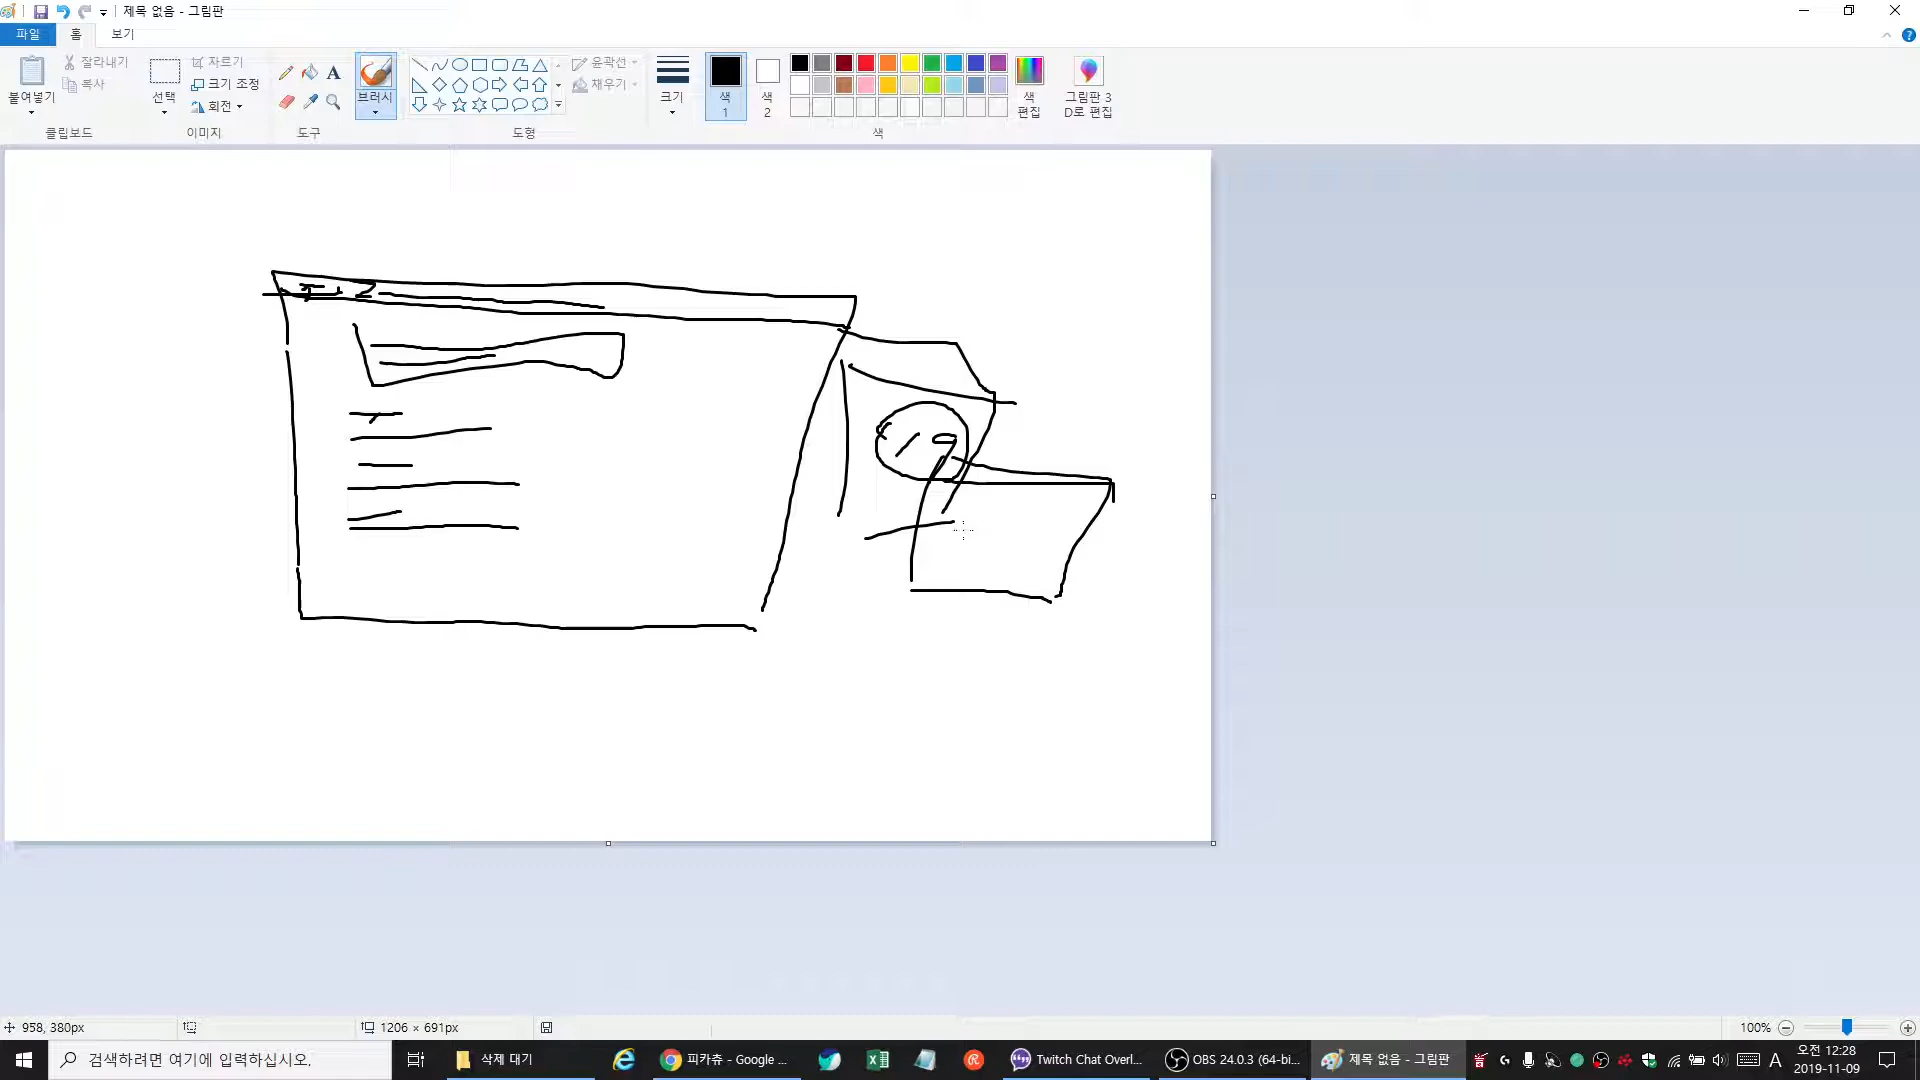 제목 없음 - 그림판
파일 홈 보기
붙여넣기
잘라내기
복사
클립보드
선택
자르기
크기 조정
회전
이미지
A
도구
브러시
윤곽선
채우기
도형
크기
색
1
색
2
색
색
편집
그림판 3
D로 편집
958, 380px
1206 × 691px
100%
검색하려면 여기에 입력하십시오.
삭제 대기
피카츄 - Google ...
Twitch Chat Overl...
OBS 24.0.3 (64-bi...
제목 없음 - 그림판
A
오전 12:28
2019-11-09